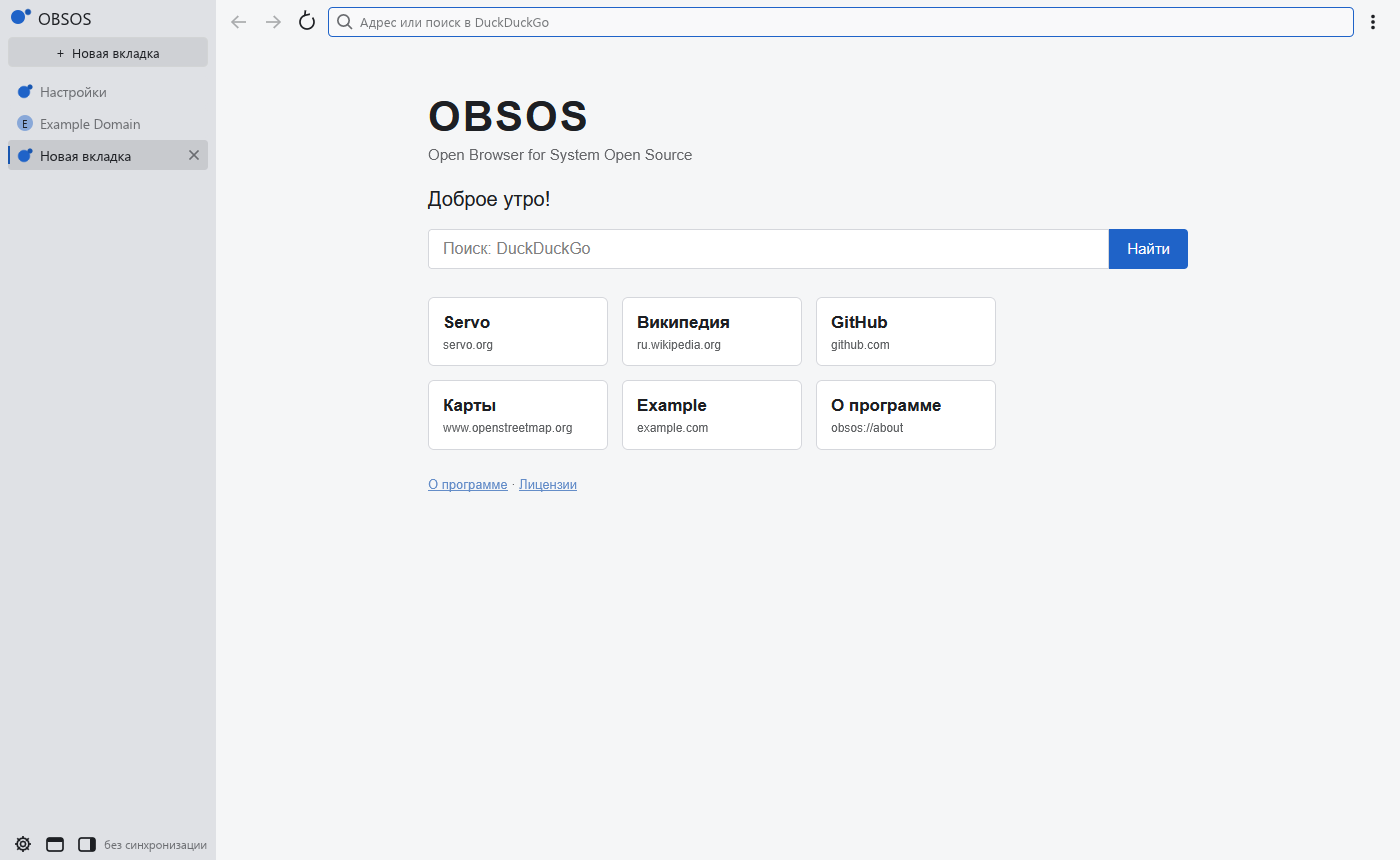 OBSOS
+ Новая вкладка
Настройки
E Example Domain
Новая вкладка
без синхронизации
Адрес или поиск в DuckDuckGo
OBSOS
Open Browser for System Open Source
Доброе утро!
Поиск: DuckDuckGo
Найти
Servo
servo.org
Википедия
ru.wikipedia.org
GitHub
github.com
Карты
www.openstreetmap.org
Example
example.com
О программе
obsos://about
О программе · Лицензии